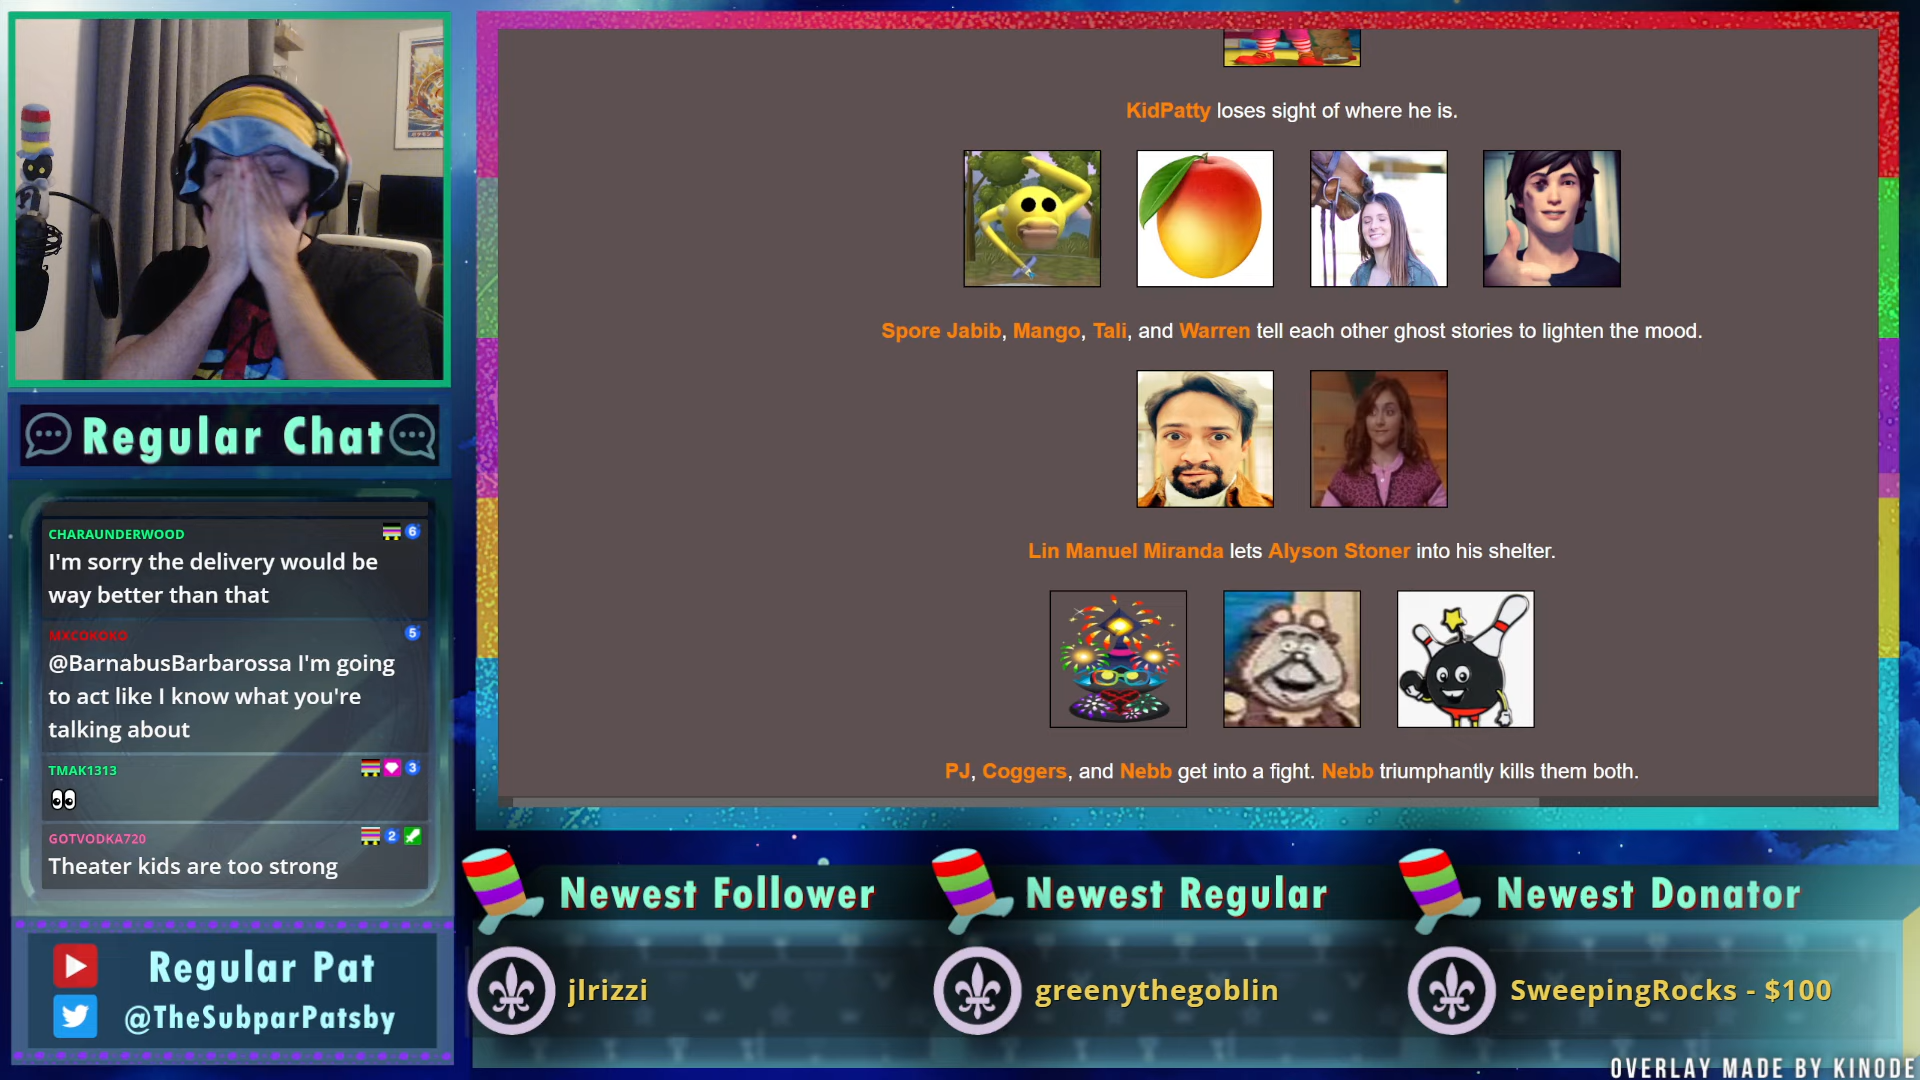 KidPatty loses sight of where he is.
Spore Jabib, Mango, Tali, and Warren tell each other ghost stories to lighten the mood.
Lin Manuel Miranda lets Alyson Stoner into his shelter.
PJ, Coggers, and Nebb get into a fight. Nebb triumphantly kills them both.
Regular Chat
CHARAUNDERWOOD
6
I'm sorry the delivery would be
way better than that
MXCOKOKO
5
@BarnabusBarbarossa I'm going
to act like I know what you're
talking about
TMAK1313
3
GOTVODKA720
2
Theater kids are too strong
Regular Pat
@TheSubparPatsby
Newest Follower
jlrizzi
Newest Regular
greenythegoblin
Newest Donator
SweepingRocks - $100
OVERLAY MADE BY KINODE